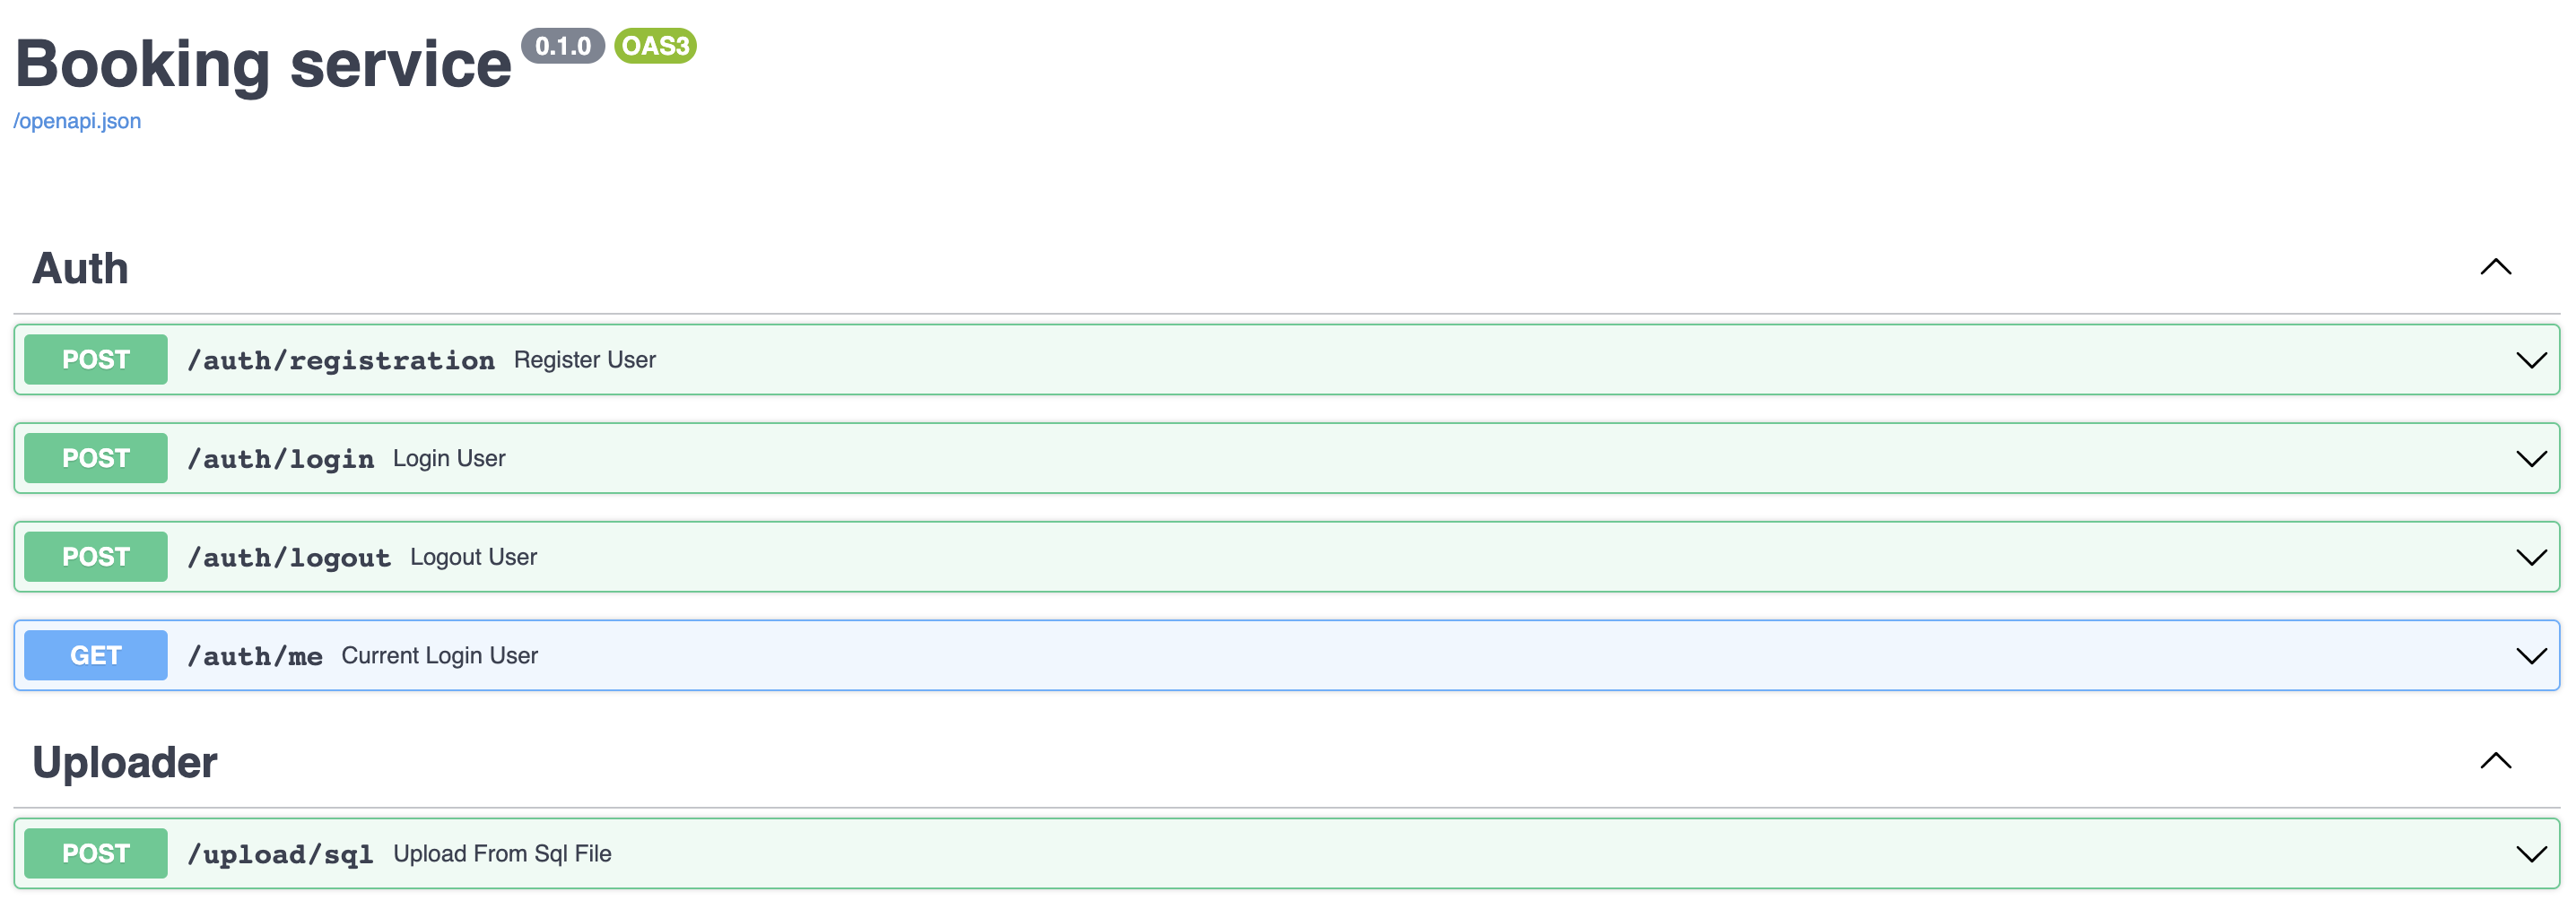 Booking service 0.1.0 OAS3
/openapi.json
Auth
POST /auth/registration Register User
POST /auth/login Login User
POST /auth/logout Logout User
GET /auth/me Current Login User
Uploader
POST /upload/sql Upload From Sql File